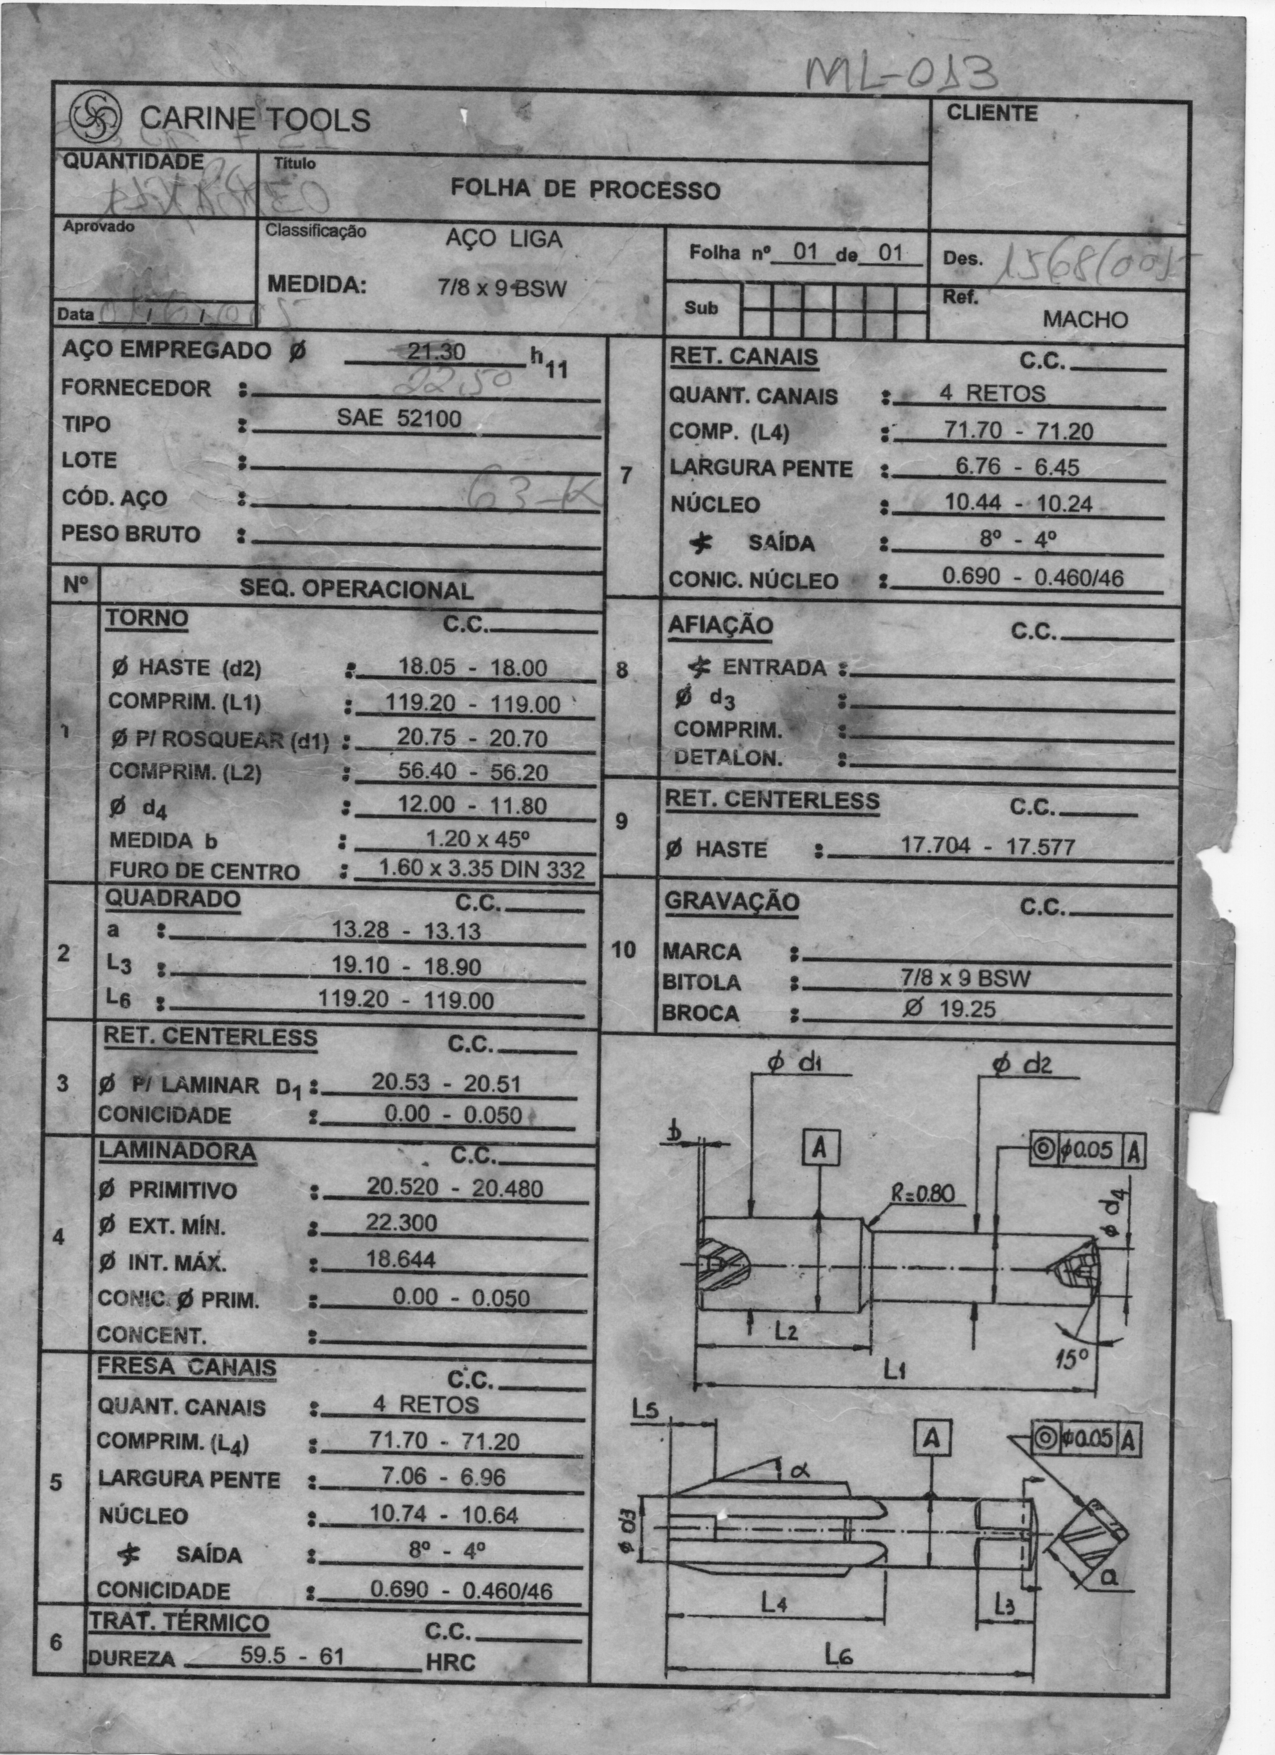 ML-013
CARINE TOOLS
CLIENTE
QUANTIDADE
Título
FOLHA DE PROCESSO
Aprovado
Classificação
AÇO LIGA
MEDIDA: 7/8 x 9 BSW
Data / / /
Folha nº 01 de 01
Sub
Des.
Ref.
MACHO
AÇO EMPREGADO Ø 21.30 h11
22,50
FORNECEDOR :
TIPO : SAE 52100
LOTE :
CÓD. AÇO : 63-K
PESO BRUTO :
Nº SEQ. OPERACIONAL
1
TORNO C.C.
Ø HASTE (d2) : 18.05 - 18.00
COMPRIM. (L1) : 119.20 - 119.00
Ø P/ ROSQUEAR (d1) : 20.75 - 20.70
COMPRIM. (L2) : 56.40 - 56.20
Ø d4 : 12.00 - 11.80
MEDIDA b : 1.20 x 45º
FURO DE CENTRO : 1.60 x 3.35 DIN 332
2
QUADRADO C.C.
a : 13.28 - 13.13
L3 : 19.10 - 18.90
L6 : 119.20 - 119.00
3
RET. CENTERLESS C.C.
Ø P/ LAMINAR D1 : 20.53 - 20.51
CONICIDADE : 0.00 - 0.050
4
LAMINADORA C.C.
Ø PRIMITIVO : 20.520 - 20.480
Ø EXT. MÍN. : 22.300
Ø INT. MÁX. : 18.644
CONIC. Ø PRIM. : 0.00 - 0.050
CONCENT. :
5
FRESA CANAIS C.C.
QUANT. CANAIS : 4 RETOS
COMPRIM. (L4) : 71.70 - 71.20
LARGURA PENTE : 7.06 - 6.96
NÚCLEO : 10.74 - 10.64
∡ SAÍDA : 8º - 4º
CONICIDADE : 0.690 - 0.460/46
6
TRAT. TÉRMICO C.C.
DUREZA 59.5 - 61 HRC
7
RET. CANAIS C.C.
QUANT. CANAIS : 4 RETOS
COMP. (L4) : 71.70 - 71.20
LARGURA PENTE : 6.76 - 6.45
NÚCLEO : 10.44 - 10.24
∡ SAÍDA : 8º - 4º
CONIC. NÚCLEO : 0.690 - 0.460/46
8
AFIAÇÃO C.C.
∡ ENTRADA :
Ø d3 :
COMPRIM. :
DETALON. :
9
RET. CENTERLESS C.C.
Ø HASTE : 17.704 - 17.577
10
GRAVAÇÃO C.C.
MARCA :
BITOLA : 7/8 x 9 BSW
BROCA : Ø 19.25
ϕ d1
ϕ d2
b
A
◎ ϕ0.05 A
R=0.80
ϕ d4
L2
15º
L1
L5
A
◎ ϕ0.05 A
α
ϕ d3
a
L4
L3
L6